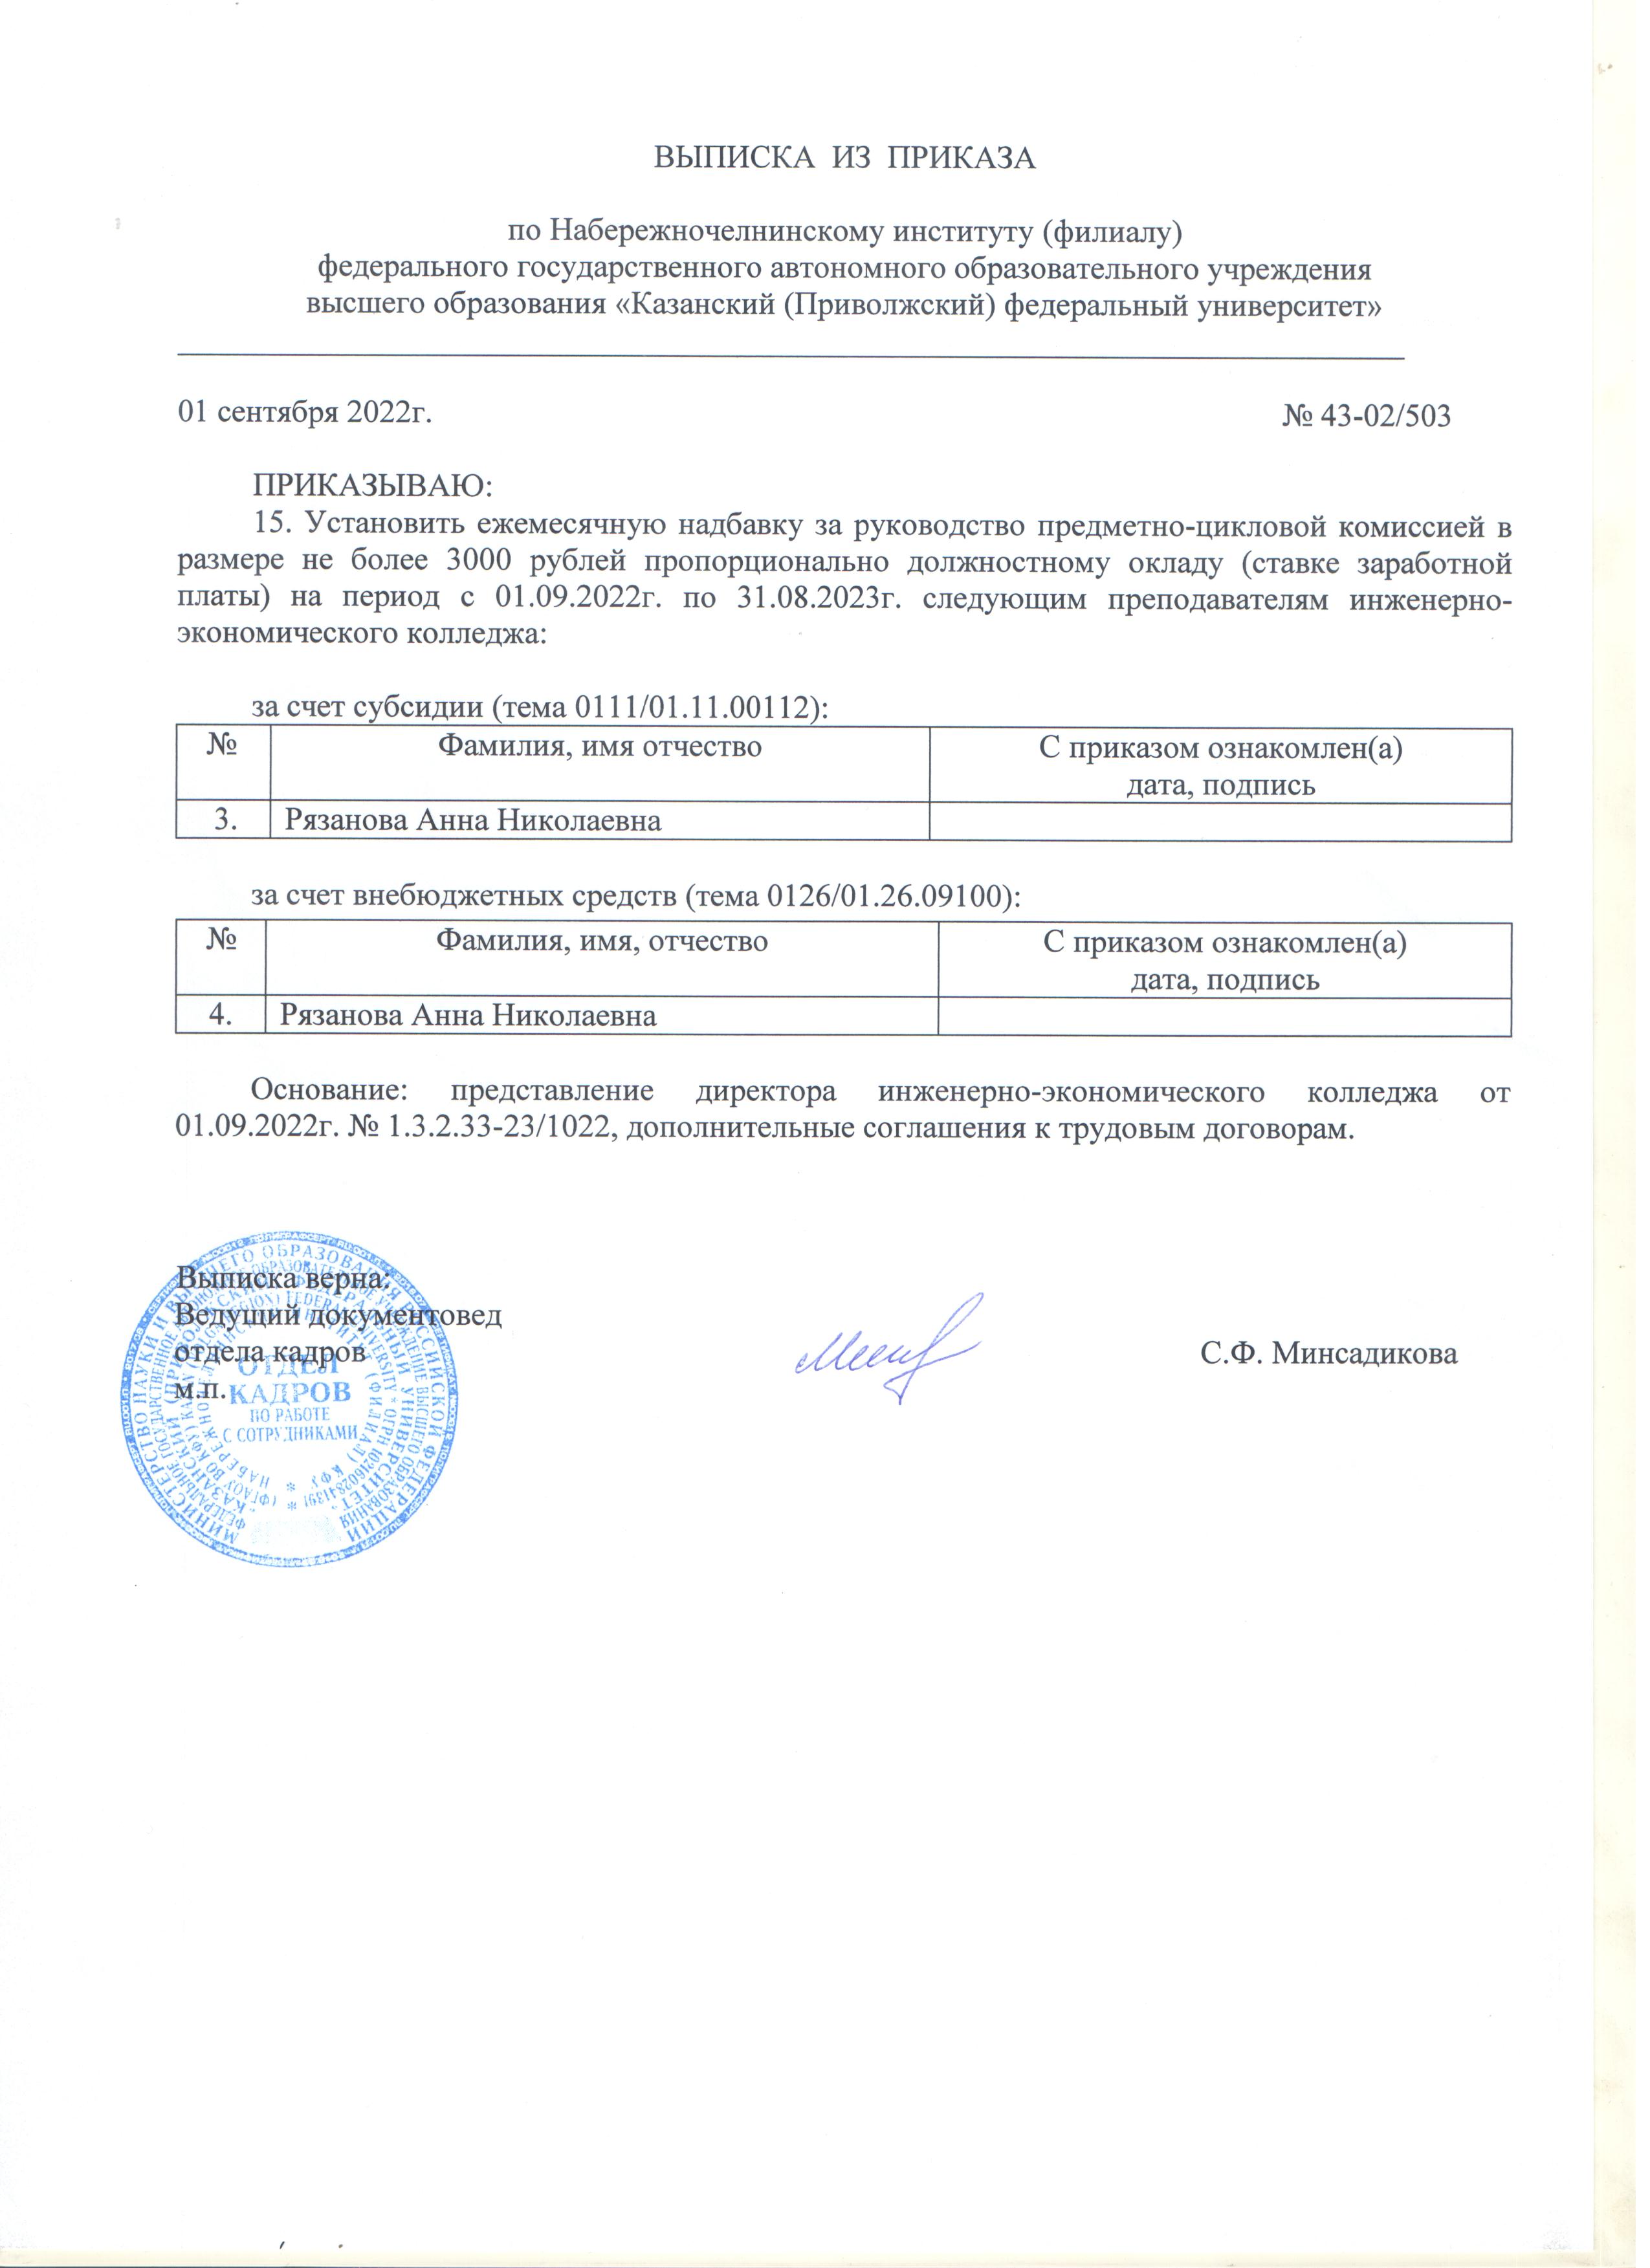 ВЫПИСКА ИЗ ПРИКАЗА
по Набережночелнинскому институту (филиалу)
федерального государственного автономного образовательного учреждения
высшего образования «Казанский (Приволжский) федеральный университет»
01 сентября 2022г. № 43-02/503
ПРИКАЗЫВАЮ:
15. Установить ежемесячную надбавку за руководство предметно-цикловой комиссией в
размере не более 3000 рублей пропорционально должностному окладу (ставке заработной
платы) на период с 01.09.2022г. по 31.08.2023г. следующим преподавателям инженерно-
экономического колледжа:
за счет субсидии (тема 0111/01.11.00112):
№ Фамилия, имя отчество С приказом ознакомлен(а)
дата, подпись
3. Рязанова Анна Николаевна
за счет внебюджетных средств (тема 0126/01.26.09100):
№ Фамилия, имя, отчество С приказом ознакомлен(а)
дата, подпись
4. Рязанова Анна Николаевна
Основание: представление директора инженерно-экономического колледжа от
01.09.2022г. № 1.3.2.33-23/1022, дополнительные соглашения к трудовым договорам.
Выписка верна:
Ведущий документовед
отдела кадров С.Ф. Минсадикова
м.п.
ОТДЕЛ
КАДРОВ
ПО РАБОТЕ
С СОТРУДНИКАМИ
МИНИСТЕРСТВО НАУКИ И ВЫСШЕГО ОБРАЗОВАНИЯ РОССИЙСКОЙ ФЕДЕРАЦИИ